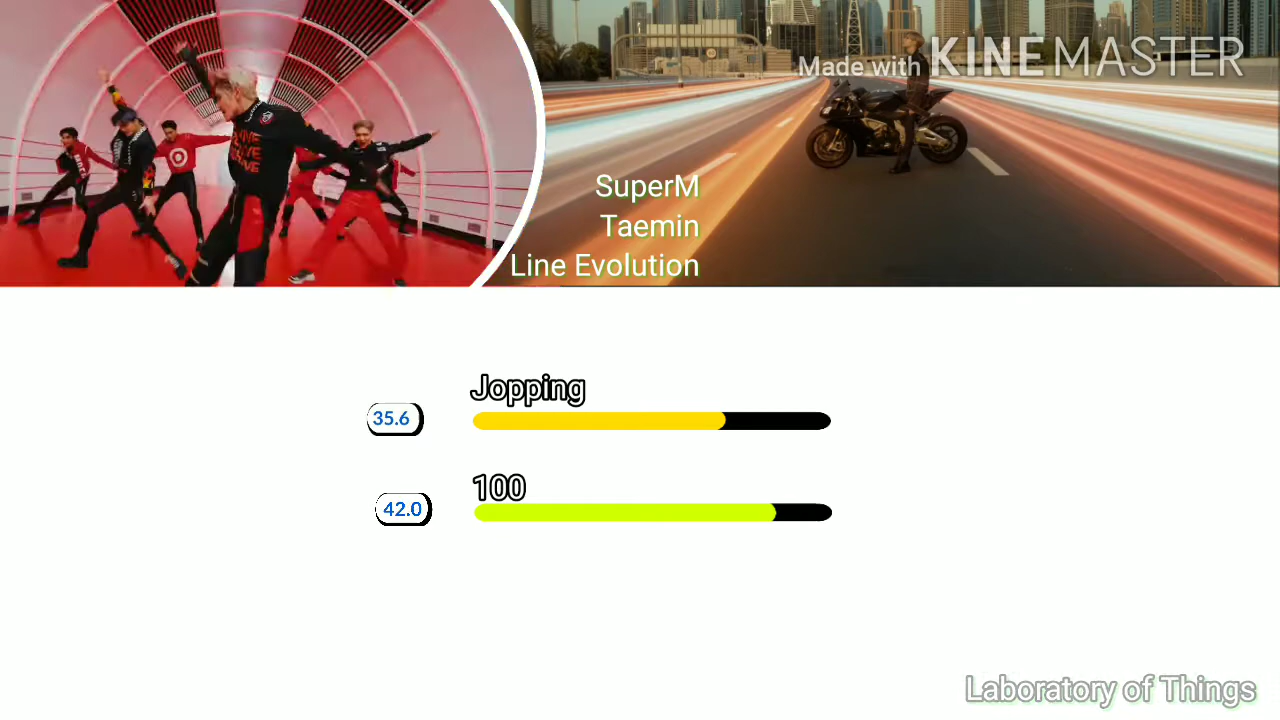 Made with KINEMASTER
SuperM
Taemin
Line Evolution
Jopping
35.6
100
42.0
Laboratory of Things